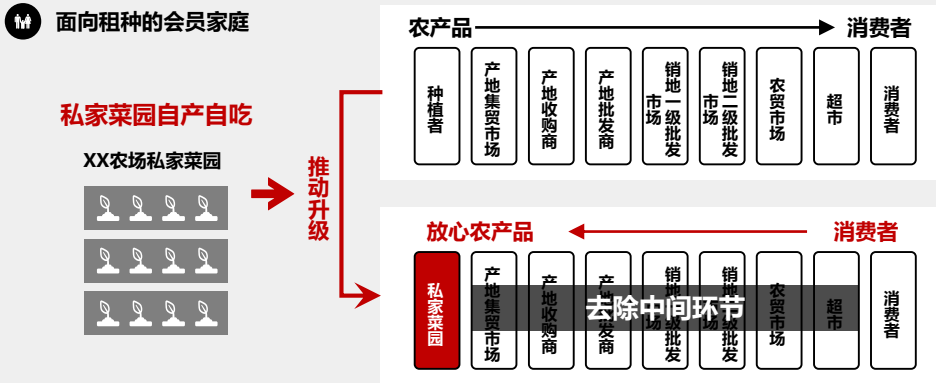 面向租种的会员家庭
私家菜园自产自吃
XX农场私家菜园
推动升级
农产品
消费者
种植者
产地集贸市场
产地收购商
产地批发商
销地一级批发市场
销地二级批发市场
农贸市场
超市
消费者
放心农产品
消费者
私家菜园
产地集贸市场
产地收购商
产地批发商
销地一级批发市场
销地二级批发市场
农贸市场
超市
消费者
去除中间环节